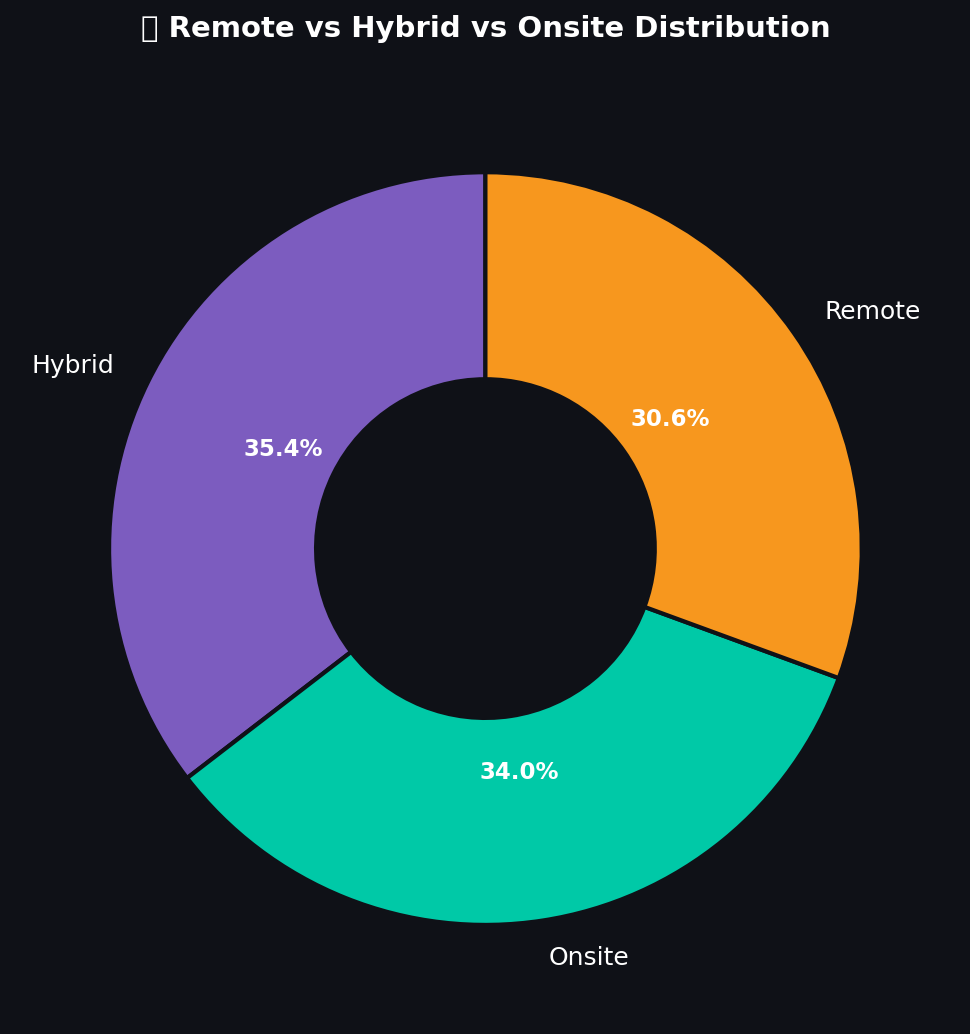 Remote vs Hybrid vs Onsite Distribution
Remote
Hybrid
30.6%
35.4%
34.0%
Onsite